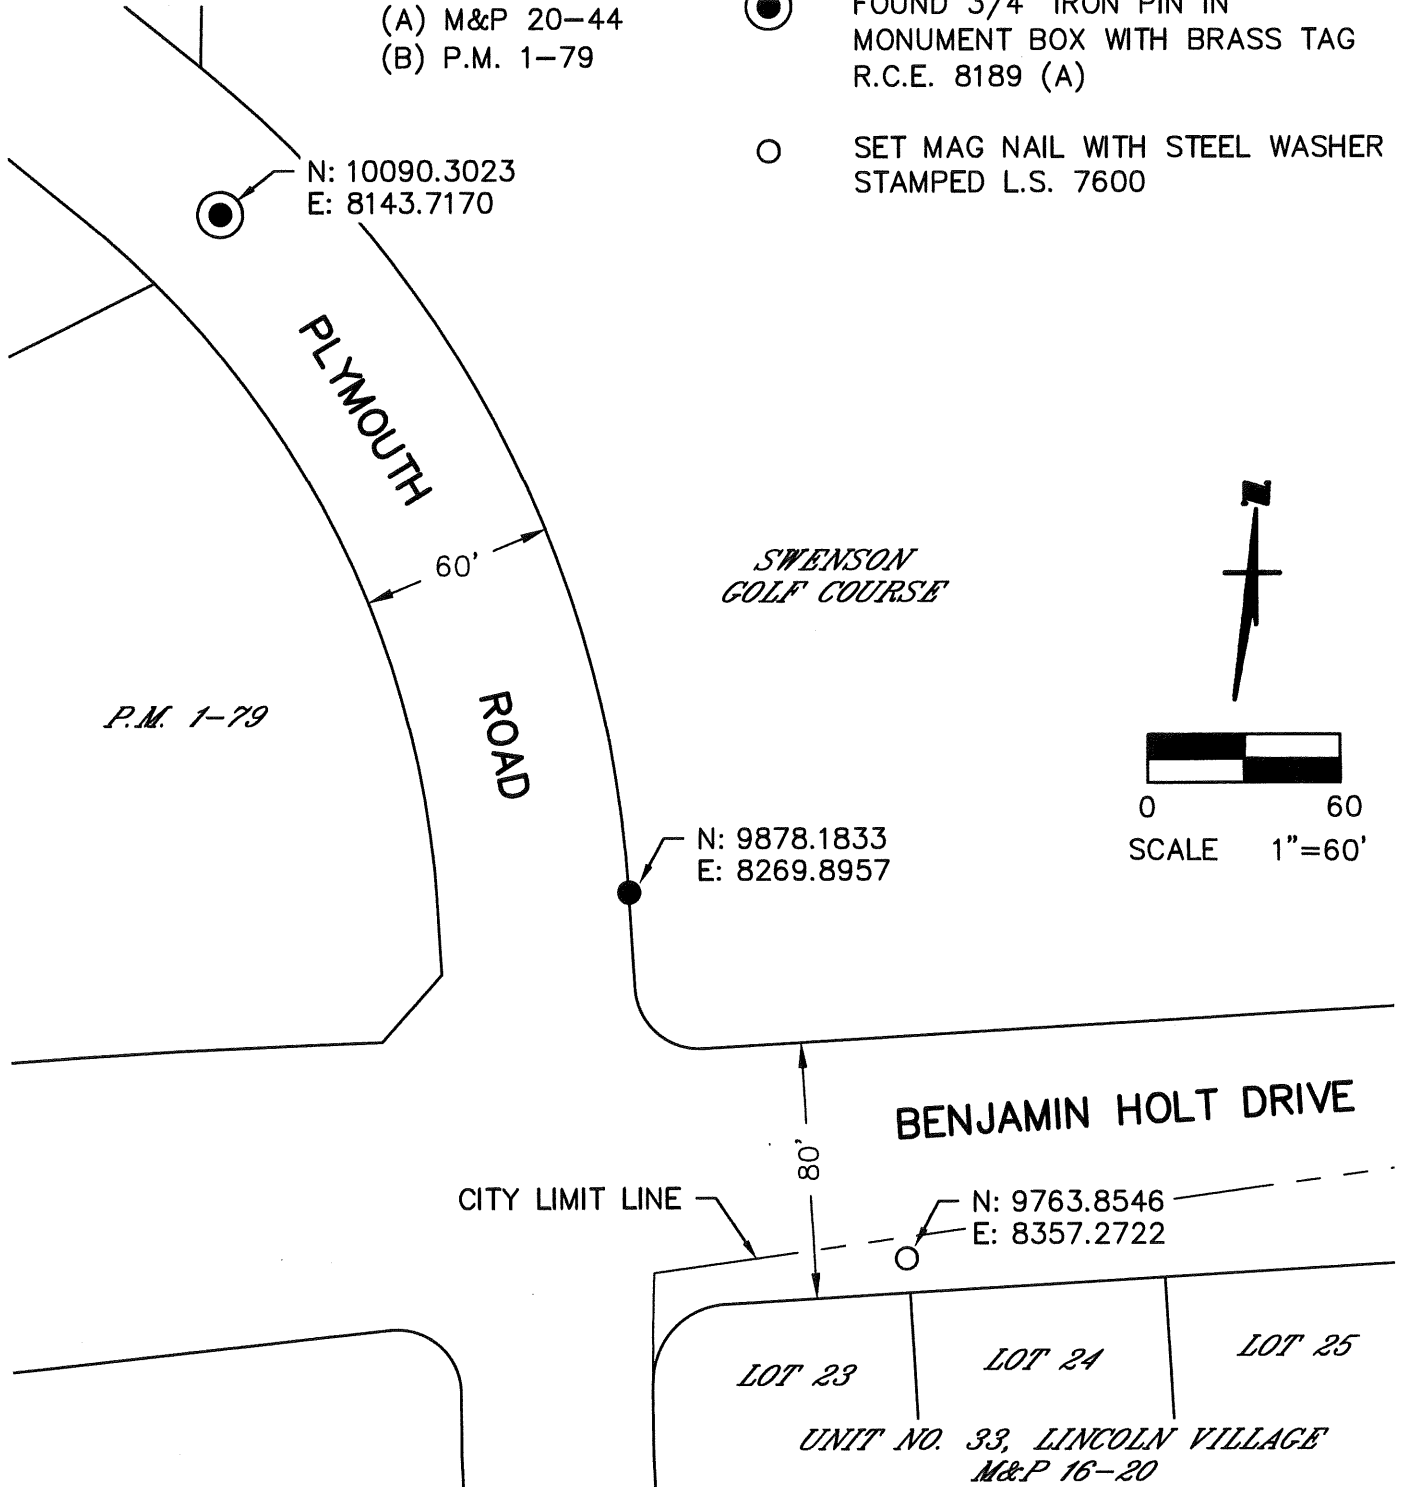 (A) M&P 20-44
(B) P.M. 1-79
FOUND 3/4" IRON PIN IN
MONUMENT BOX WITH BRASS TAG
R.C.E. 8189 (A)
SET MAG NAIL WITH STEEL WASHER
STAMPED L.S. 7600
N: 10090.3023
E: 8143.7170
PLYMOUTH
60'
ROAD
SWENSON
GOLF COURSE
N
P.M. 1-79
0 60
SCALE 1"=60'
N: 9878.1833
E: 8269.8957
BENJAMIN HOLT DRIVE
80'
CITY LIMIT LINE
N: 9763.8546
E: 8357.2722
LOT 23
LOT 24
LOT 25
UNIT NO. 33, LINCOLN VILLAGE
M&P 16-20